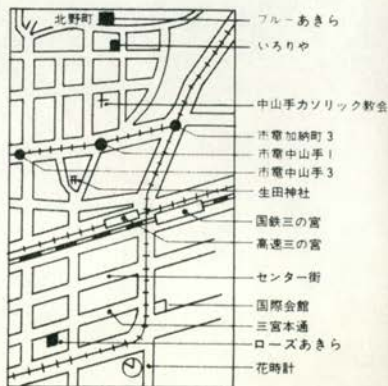 北野町
ブルーあきら
いろりや
中山手カソリック教会
市電加納町3
市電中山手1
市電中山手3
生田神社
国鉄三の宮
高速三の宮
センター街
国際会館
三宮本通
ローズあきら
花時計